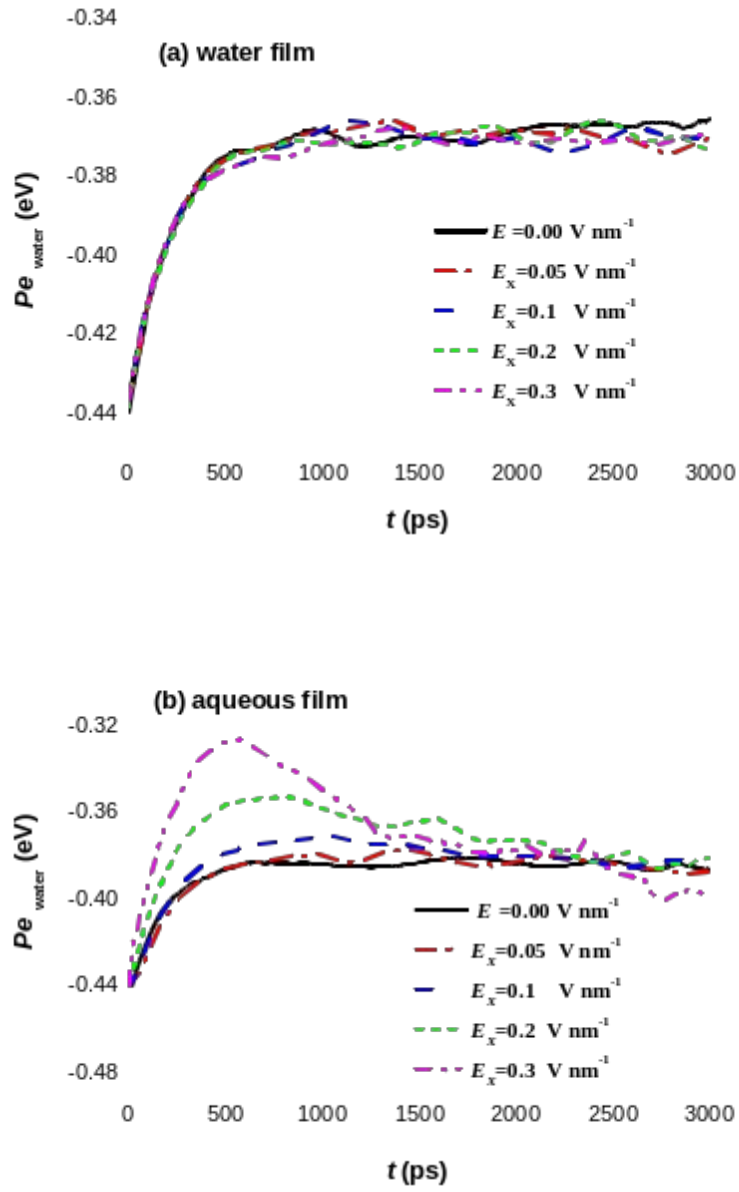 -0.34
(a) water film
-0.36
-0.38
-0.40
-0.42
-0.44
Pe water (eV)
E =0.00 V nm⁻¹
Eₓ=0.05 V nm⁻¹
Eₓ=0.1 V nm⁻¹
Eₓ=0.2 V nm⁻¹
Eₓ=0.3 V nm⁻¹
0 500 1000 1500 2000 2500 3000
t (ps)
(b) aqueous film
-0.32
-0.36
-0.40
-0.44
-0.48
Pe water (eV)
E =0.00 V nm⁻¹
Eₓ=0.05 V nm⁻¹
Eₓ=0.1 V nm⁻¹
Eₓ=0.2 V nm⁻¹
Eₓ=0.3 V nm⁻¹
0 500 1000 1500 2000 2500 3000
t (ps)